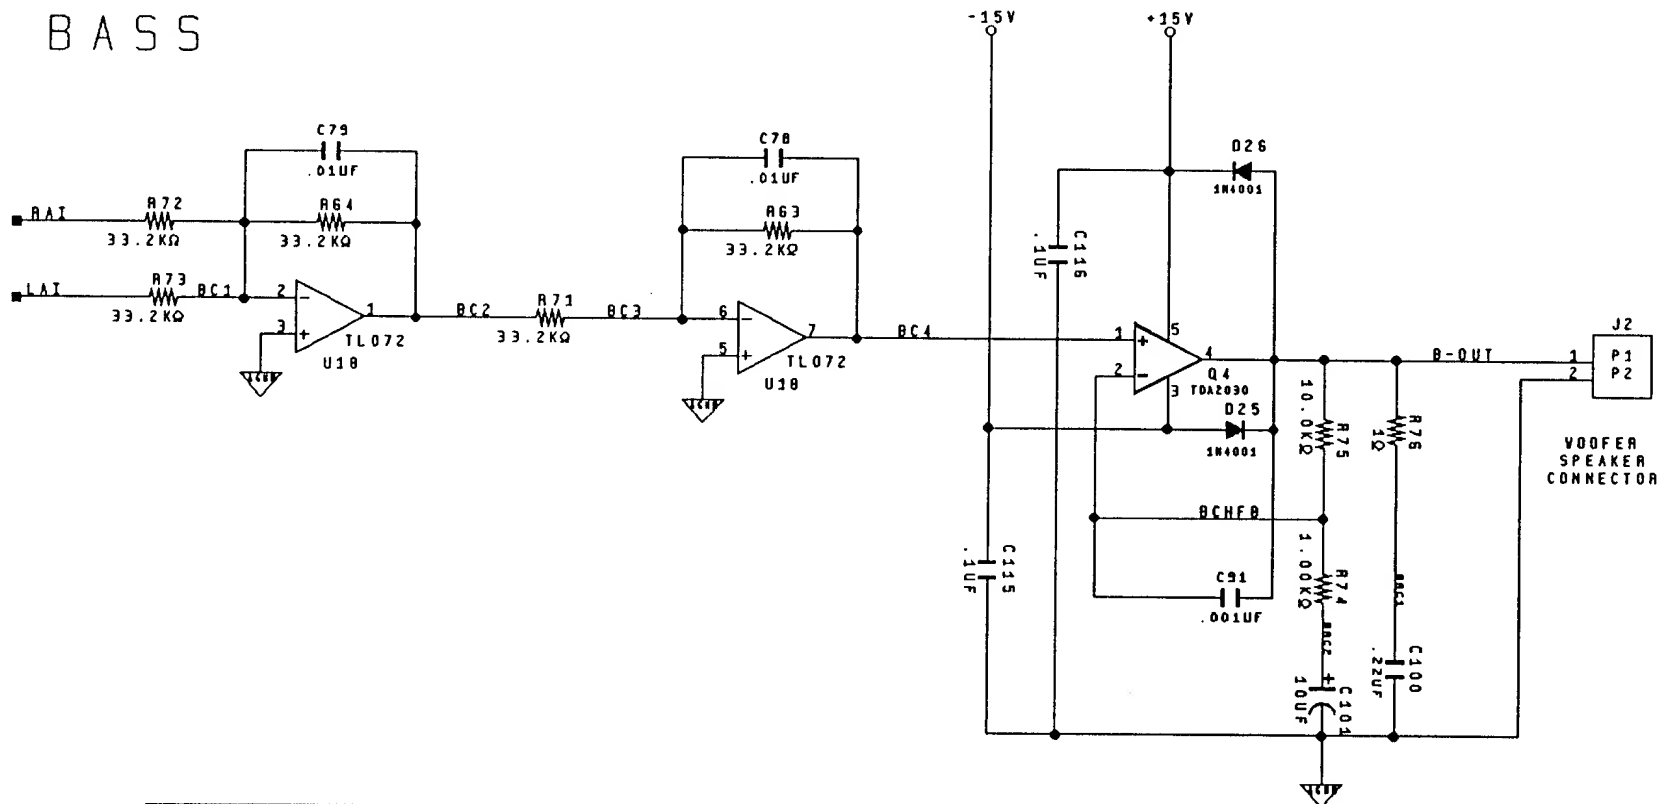 BASS
-15V
+15V
C79
.01UF
RAI
R72
33.2KΩ
R64
33.2KΩ
LAI
R73
33.2KΩ
BC1
2
-
3
+
1
TL072
U18
AGND
BC2
R71
33.2KΩ
BC3
C78
.01UF
R63
33.2KΩ
6
-
5
+
7
TL072
U18
AGND
BC4
C116
.1UF
D26
1N4001
1
+
2
-
5
4
3
Q4
TDA2030
D25
1N4001
B-OUT
J2
1
P1
2
P2
WOOFER
SPEAKER
CONNECTOR
R75
10.0KΩ
R76
1Ω
BCHFB
C115
.1UF
C91
.001UF
R74
1.00KΩ
+
C101
10UF
C100
.22UF
AGND